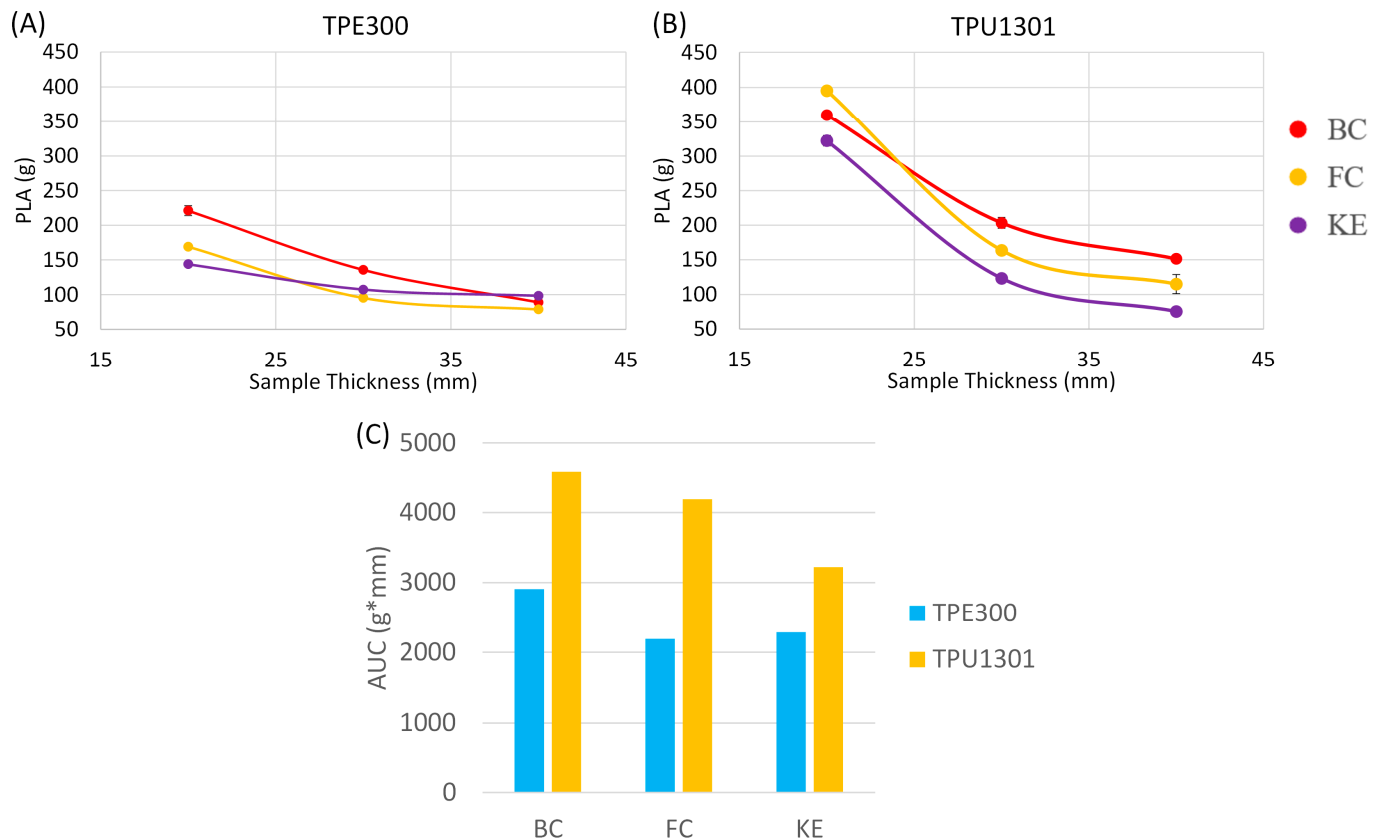 (A)
TPE300
450
400
350
300
250
200
150
100
50
PLA (g)
15 25 35 45
Sample Thickness (mm)
(B)
TPU1301
450
400
350
300
250
200
150
100
50
PLA (g)
15 25 35 45
Sample Thickness (mm)
BC
FC
KE
(C)
5000
4000
3000
2000
1000
0
AUC (g*mm)
BC FC KE
TPE300
TPU1301